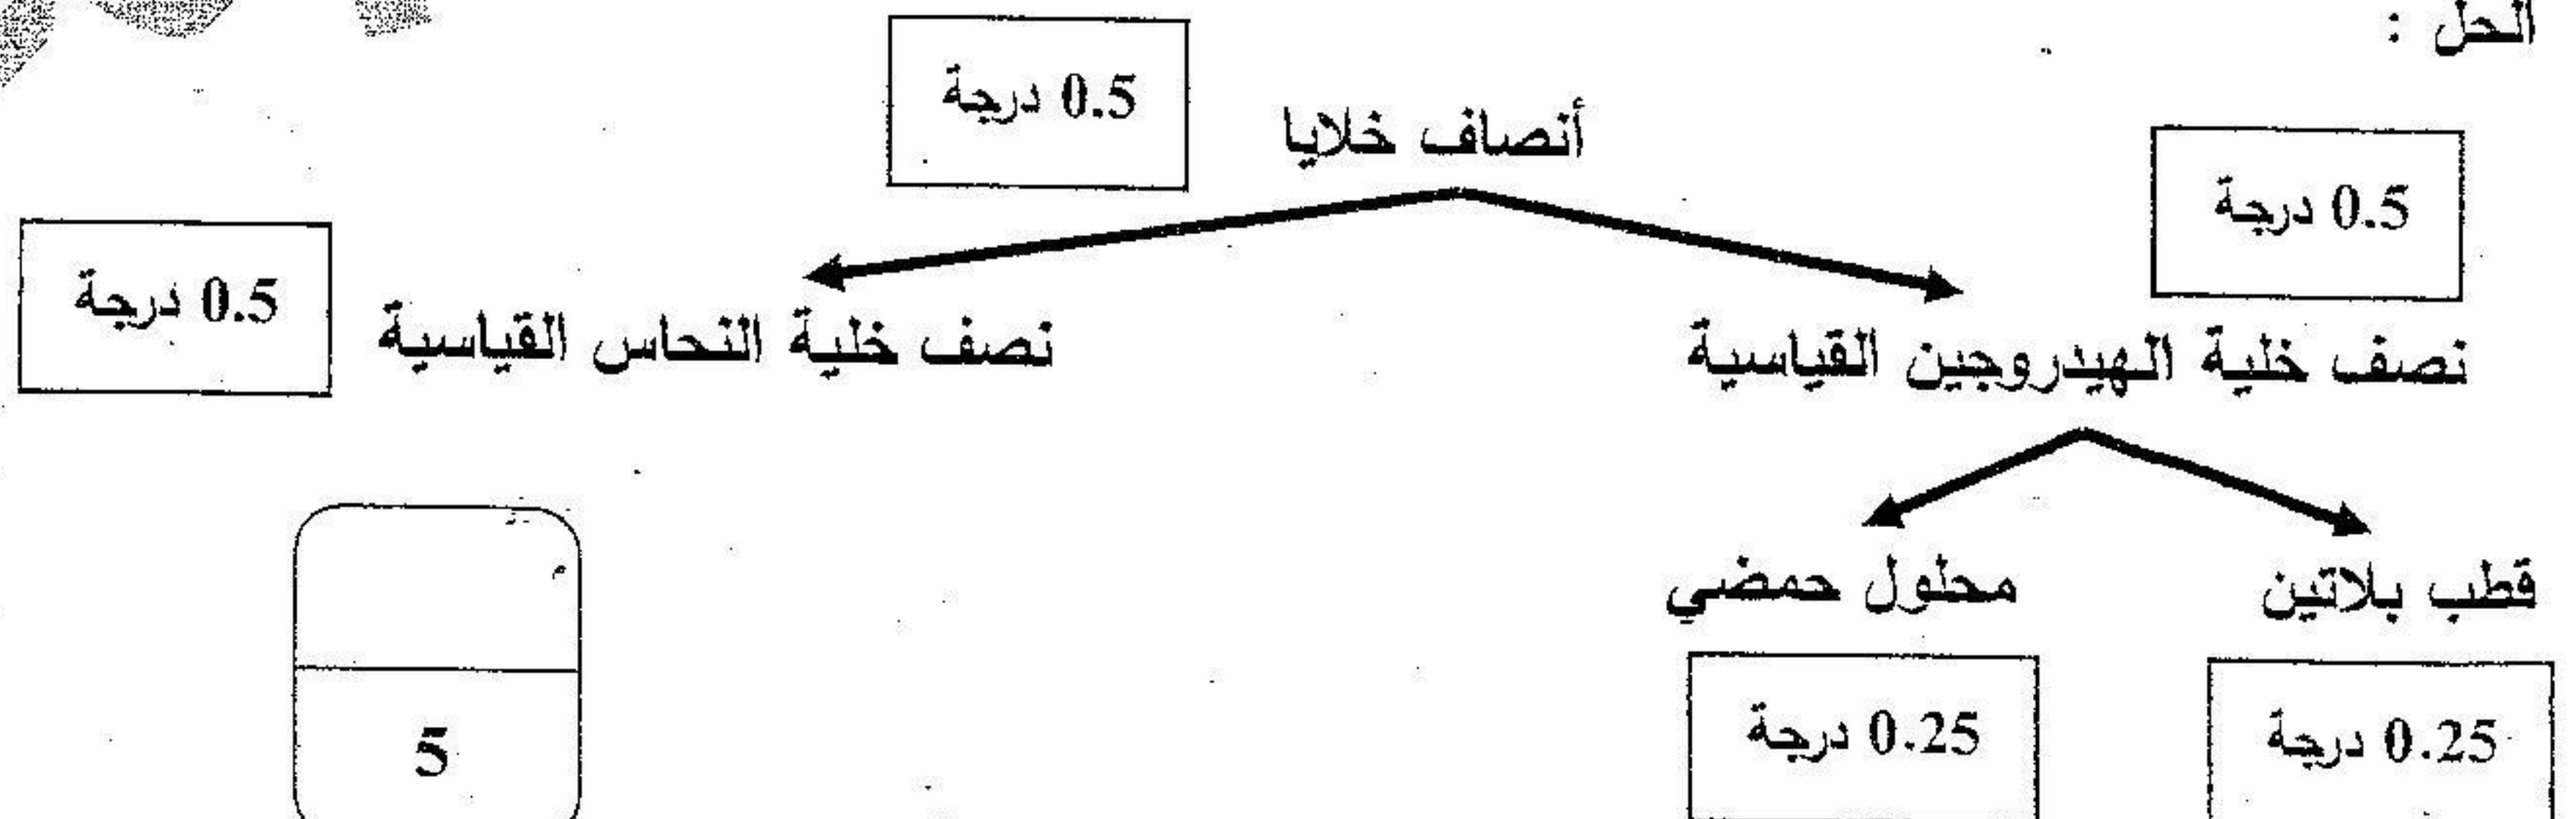 الحل :
0.5 درجة
أنصاف خلايا
0.5 درجة
0.5 درجة
نصف خلية الهيدروجين القياسية
نصف خلية النحاس القياسية
قطب بلاتين
محلول حمضي
0.25 درجة
0.25 درجة
5